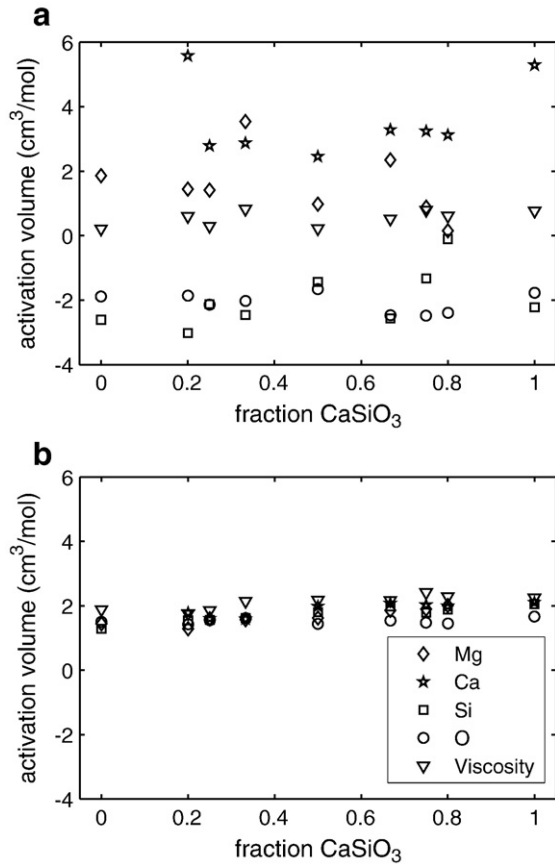 a
6
4
2
0
-2
-4
activation volume (cm³/mol)
0 0.2 0.4 0.6 0.8 1
fraction CaSiO₃
b
6
4
2
0
-2
-4
activation volume (cm³/mol)
Mg
Ca
Si
O
Viscosity
0 0.2 0.4 0.6 0.8 1
fraction CaSiO₃